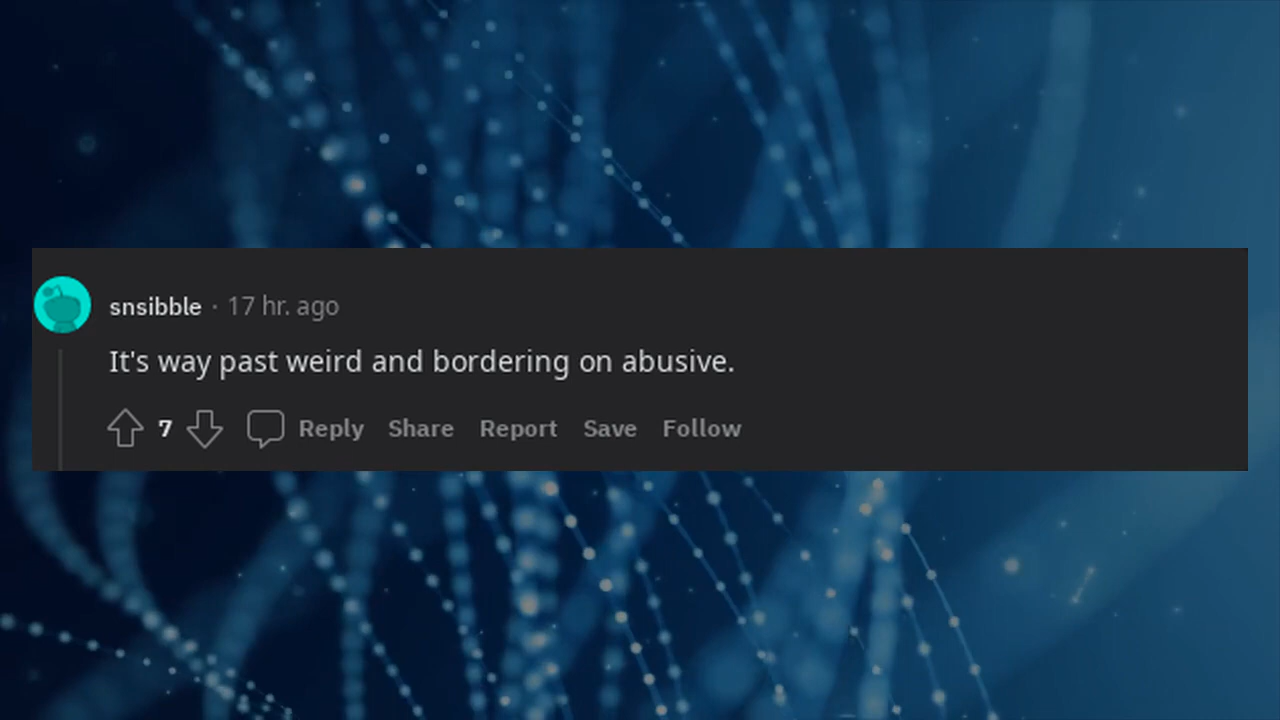 snsibble · 17 hr. ago
It's way past weird and bordering on abusive.
7 Reply Share Report Save Follow